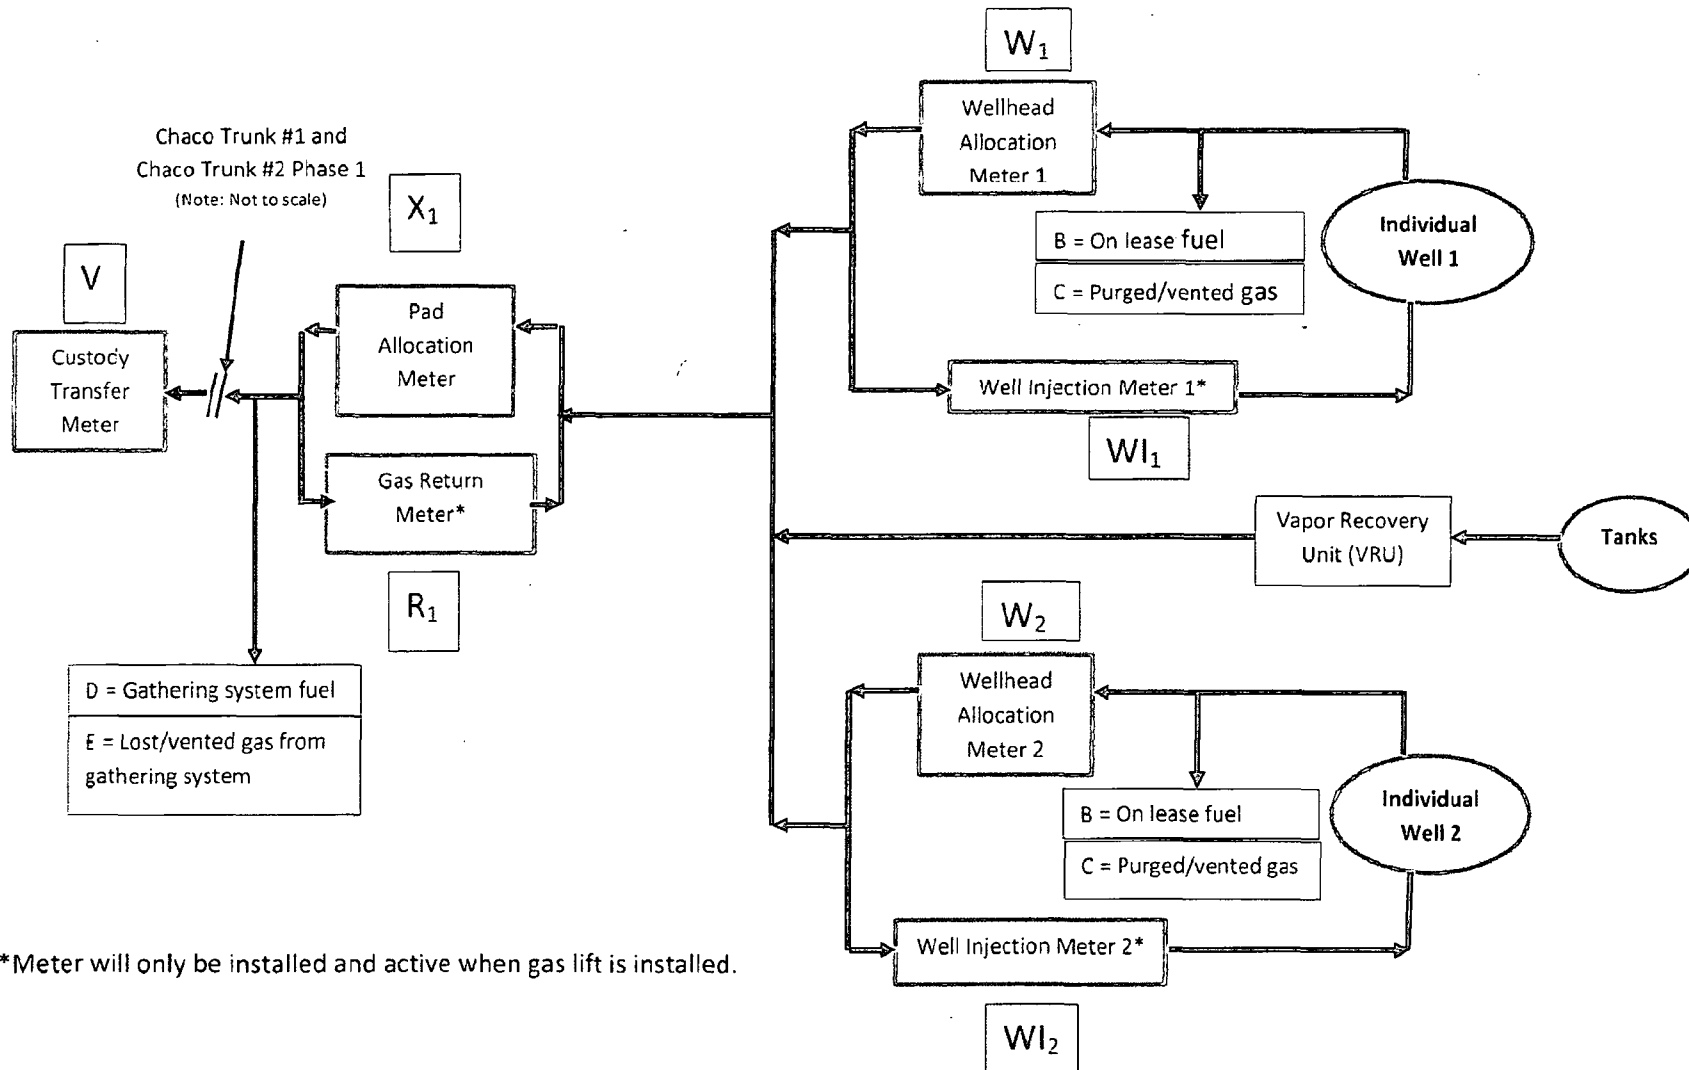 W1
Wellhead
Allocation
Meter 1
Chaco Trunk #1 and
Chaco Trunk #2 Phase 1
(Note: Not to scale)
X1
V
B = On lease fuel
C = Purged/vented gas
Individual
Well 1
Pad
Allocation
Meter
Custody
Transfer
Meter
Well Injection Meter 1*
WI1
Gas Return
Meter*
R1
Vapor Recovery
Unit (VRU)
Tanks
W2
D = Gathering system fuel
E = Lost/vented gas from
gathering system
Wellhead
Allocation
Meter 2
B = On lease fuel
C = Purged/vented gas
Individual
Well 2
Well Injection Meter 2*
*Meter will only be installed and active when gas lift is installed.
WI2